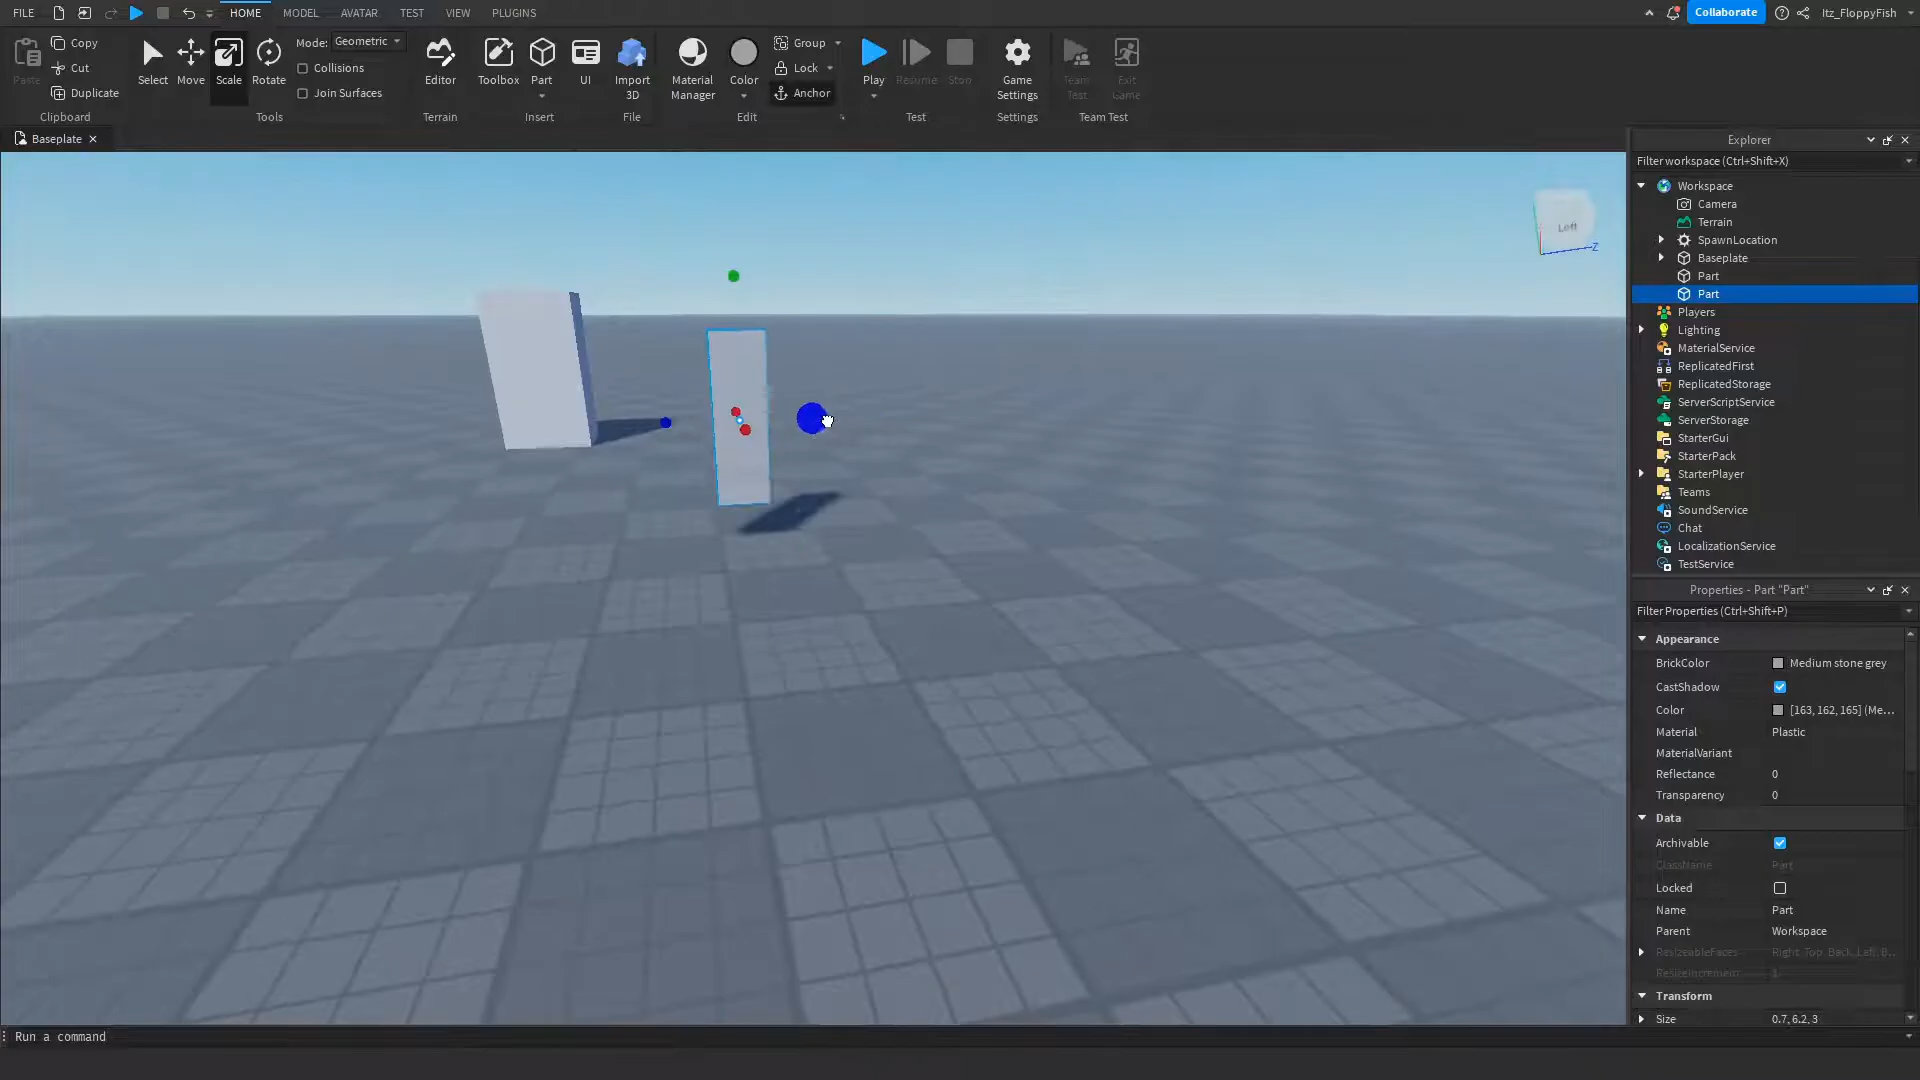 FILE HOME MODEL AVATAR TEST VIEW PLUGINS Collaborate Itz_FloppyFish
Paste Copy Cut Duplicate
Clipboard
Select Move Scale Rotate
Mode: Geometric
Collisions
Join Surfaces
Tools
Editor
Terrain
Toolbox Part UI
Insert
Import
3D
File
Material
Manager
Color
Group
Lock
Anchor
Edit
Play Resume Stop
Test
Game
Settings
Settings
Team
Test
Exit
Game
Team Test
Baseplate
Left
Z
Explorer
Filter workspace (Ctrl+Shift+X)
Workspace
Camera
Terrain
SpawnLocation
Baseplate
Part
Part
Players
Lighting
MaterialService
ReplicatedFirst
ReplicatedStorage
ServerScriptService
ServerStorage
StarterGui
StarterPack
StarterPlayer
Teams
SoundService
Chat
LocalizationService
TestService
Properties - Part "Part"
Filter Properties (Ctrl+Shift+P)
Appearance
BrickColor Medium stone grey
CastShadow
Color [163, 162, 165] (Me...
Material Plastic
MaterialVariant
Reflectance 0
Transparency 0
Data
Archivable
ClassName Part
Locked
Name Part
Parent Workspace
ResizeableFaces Right, Top, Back, Left, B...
ResizeIncrement 1
Transform
Size 0.7, 6.2, 3
Run a command